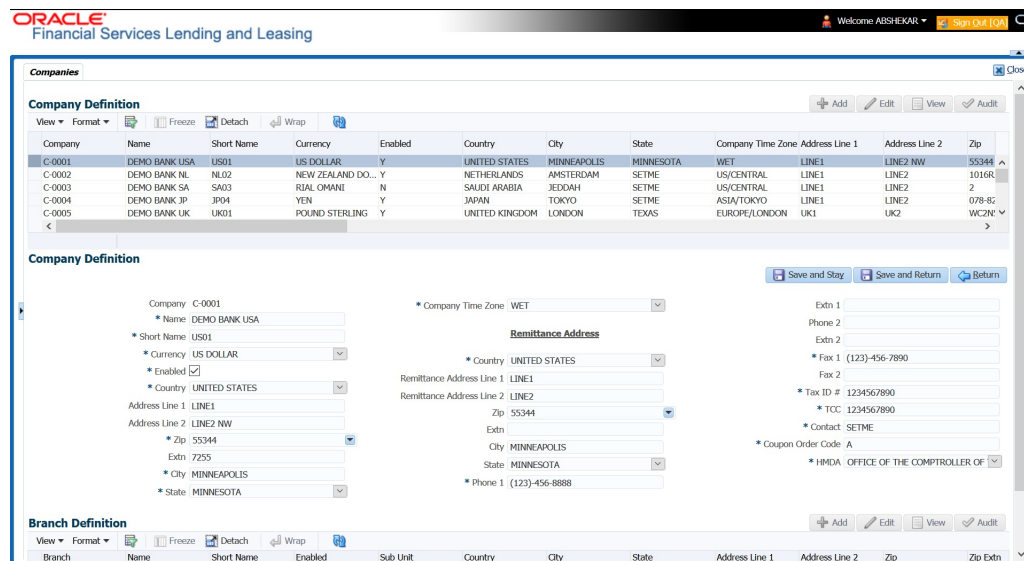 ORACLE®
Financial Services Lending and Leasing
Welcome ABSHEKAR Sign Out [QA]
Companies
Close
Company Definition Add Edit View Audit
View Format Freeze Detach Wrap
Company Name Short Name Currency Enabled Country City State Company Time Zone Address Line 1 Address Line 2 Zip
C-0001 DEMO BANK USA US01 US DOLLAR Y UNITED STATES MINNEAPOLIS MINNESOTA WET LINE1 LINE2 NW 55344
C-0002 DEMO BANK NL NL02 NEW ZEALAND DO... Y NETHERLANDS AMSTERDAM SETME US/CENTRAL LINE1 LINE2 1016R
C-0003 DEMO BANK SA SA03 RIAL OMANI N SAUDI ARABIA JEDDAH SETME US/CENTRAL LINE1 LINE2 2
C-0004 DEMO BANK JP JP04 YEN Y JAPAN TOKYO SETME ASIA/TOKYO LINE1 LINE2 078-82
C-0005 DEMO BANK UK UK01 POUND STERLING Y UNITED KINGDOM LONDON TEXAS EUROPE/LONDON UK1 UK2 WC2N
Company Definition
Save and Stay Save and Return Return
Company C-0001
* Name DEMO BANK USA
* Short Name US01
* Currency US DOLLAR
* Enabled
* Country UNITED STATES
Address Line 1 LINE1
Address Line 2 LINE2 NW
* Zip 55344
Extn 7255
* City MINNEAPOLIS
* State MINNESOTA
* Company Time Zone WET
Remittance Address
* Country UNITED STATES
Remittance Address Line 1 LINE1
Remittance Address Line 2 LINE2
Zip 55344
Extn
City MINNEAPOLIS
State MINNESOTA
* Phone 1 (123)-456-8888
Extn 1
Phone 2
Extn 2
* Fax 1 (123)-456-7890
Fax 2
* Tax ID # 1234567890
* TCC 1234567890
* Contact SETME
* Coupon Order Code A
* HMDA OFFICE OF THE COMPTROLLER OF
Branch Definition Add Edit View Audit
View Format Freeze Detach Wrap
Branch Name Short Name Enabled Sub Unit Country City State Address Line 1 Address Line 2 Zip Zip Extn